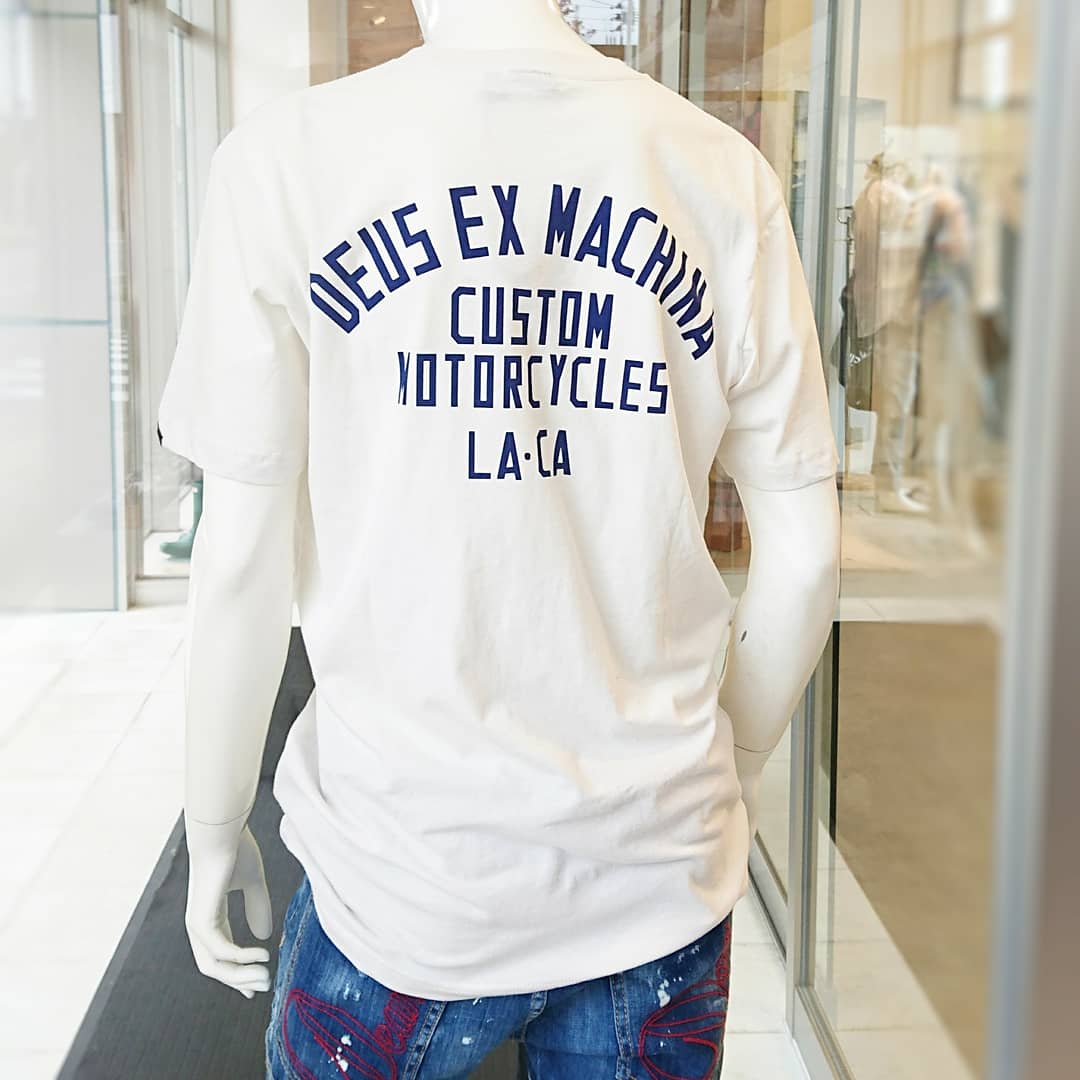 DEUS EX MACHINA
CUSTOM
MOTORCYCLES
LA·CA